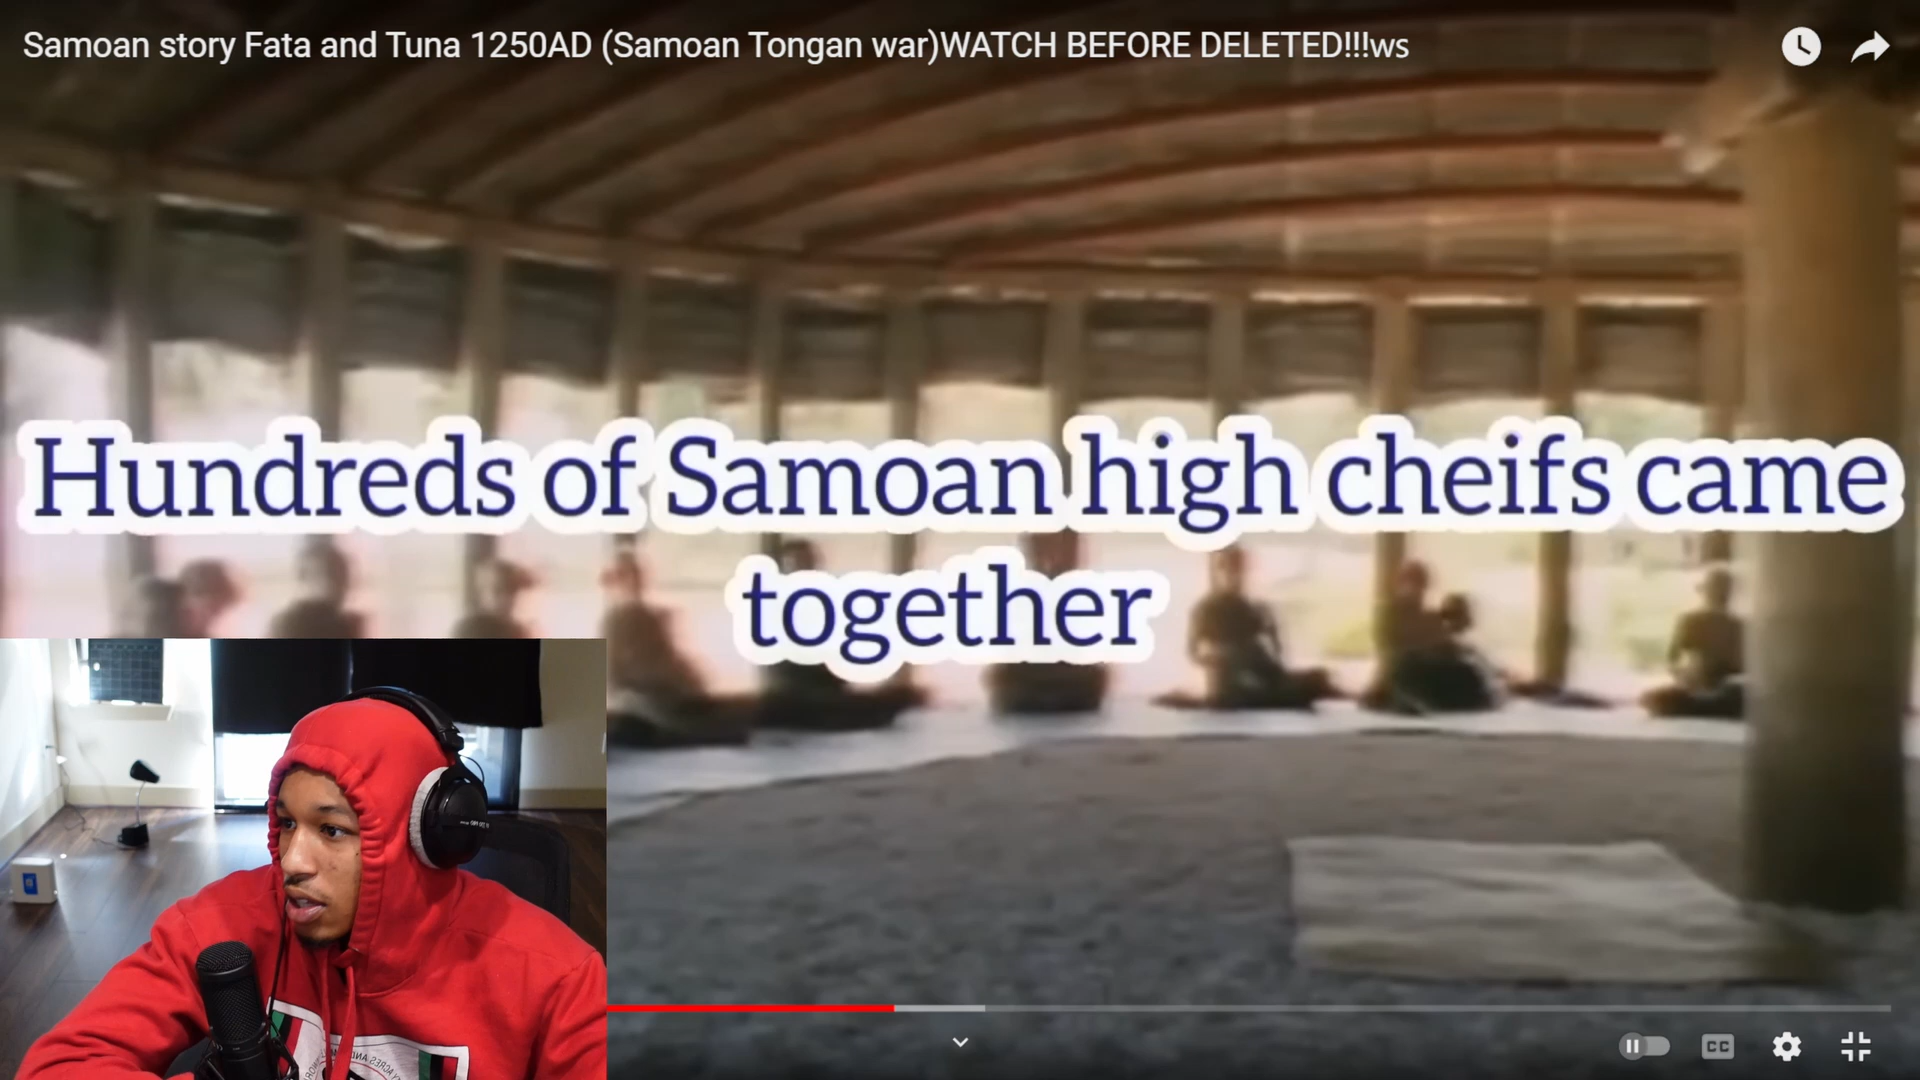 Samoan story Fata and Tuna 1250AD (Samoan Tongan war)WATCH BEFORE DELETED!!!ws
Hundreds of Samoan high cheifs came
together
CC